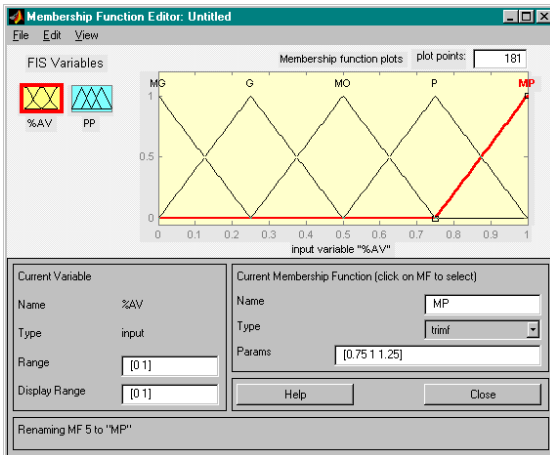 Membership Function Editor: Untitled
File Edit View
FIS Variables
%AV PP
Membership function plots plot points: 181
MG G MO P MP
1
0.5
0
0 0.1 0.2 0.3 0.4 0.5 0.6 0.7 0.8 0.9 1
input variable "%AV"
Current Variable
Name %AV
Type input
Range [0 1]
Display Range [0 1]
Current Membership Function (click on MF to select)
Name MP
Type trimf
Params [0.75 1 1.25]
Help Close
Renaming MF 5 to "MP"